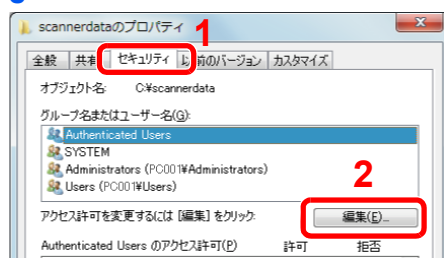 scannerdataのプロパティ
1
全般 共有 セキュリティ 以前のバージョン カスタマイズ
オブジェクト名: C:¥scannerdata
グループ名またはユーザー名(G):
Authenticated Users
SYSTEM
Administrators (PC001¥Administrators)
Users (PC001¥Users)
2
アクセス許可を変更するには [編集] をクリック: 編集(E)...
Authenticated Users のアクセス許可(P) 許可 拒否